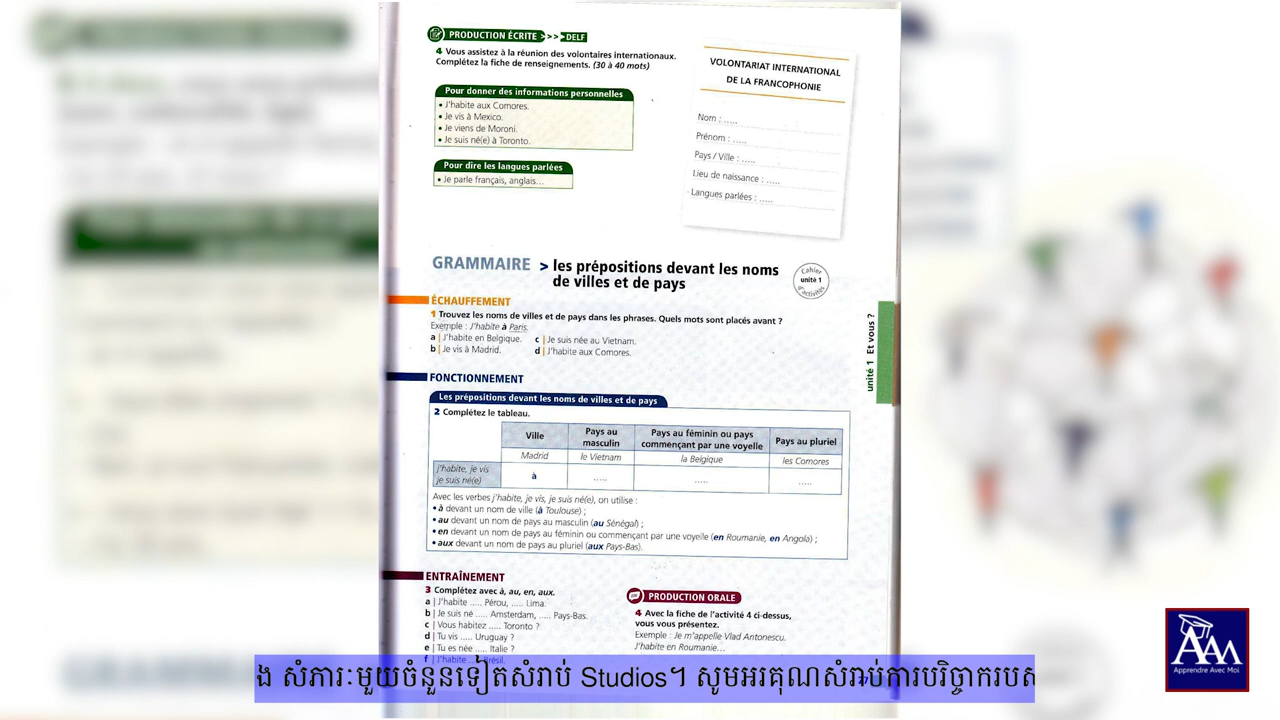 PRODUCTION ÉCRITE >>> DELF
4 Vous assistez à la réunion des volontaires internationaux.
Complétez la fiche de renseignements. (30 à 40 mots)
Pour donner des informations personnelles
• J'habite aux Comores.
• Je vis à Mexico.
• Je viens de Moroni.
• Je suis né(e) à Toronto.
Pour dire les langues parlées
• Je parle français, anglais...
VOLONTARIAT INTERNATIONAL
DE LA FRANCOPHONIE
Nom : .....
Prénom : .....
Pays / Ville : .....
Lieu de naissance : .....
Langues parlées : .....
GRAMMAIRE > les prépositions devant les noms
de villes et de pays
Cahier
unité 1
d'activités
ÉCHAUFFEMENT
1 Trouvez les noms de villes et de pays dans les phrases. Quels mots sont placés avant ?
Exemple : J'habite à Paris.
a | J'habite en Belgique. c | Je suis née au Vietnam.
b | Je vis à Madrid. d | J'habite aux Comores.
unité 1 Et vous ?
FONCTIONNEMENT
Les prépositions devant les noms de villes et de pays
2 Complétez le tableau.
Ville Pays au masculin Pays au féminin ou pays commençant par une voyelle Pays au pluriel
Madrid le Vietnam la Belgique les Comores
j'habite, je vis
je suis né(e) à ..... ..... .....
Avec les verbes j'habite, je vis, je suis né(e), on utilise :
• à devant un nom de ville (à Toulouse) ;
• au devant un nom de pays au masculin (au Sénégal) ;
• en devant un nom de pays au féminin ou commençant par une voyelle (en Roumanie, en Angola) ;
• aux devant un nom de pays au pluriel (aux Pays-Bas).
ENTRAÎNEMENT
3 Complétez avec à, au, en, aux.
a | J'habite ..... Pérou, ..... Lima.
b | Je suis né ..... Amsterdam, ..... Pays-Bas.
c | Vous habitez ..... Toronto ?
d | Tu vis ..... Uruguay ?
e | Tu es née ..... Italie ?
f | J'habite ..... Brésil.
PRODUCTION ORALE
4 Avec la fiche de l'activité 4 ci-dessus,
vous vous présentez.
Exemple : Je m'appelle Vlad Antonescu.
J'habite en Roumanie...
ង សំភារៈមួយចំនួនទៀតសំរាប់ Studios។ សូមអរគុណសំរាប់ការបរិច្ចាករបស
AAM
Apprendre Avec Moi